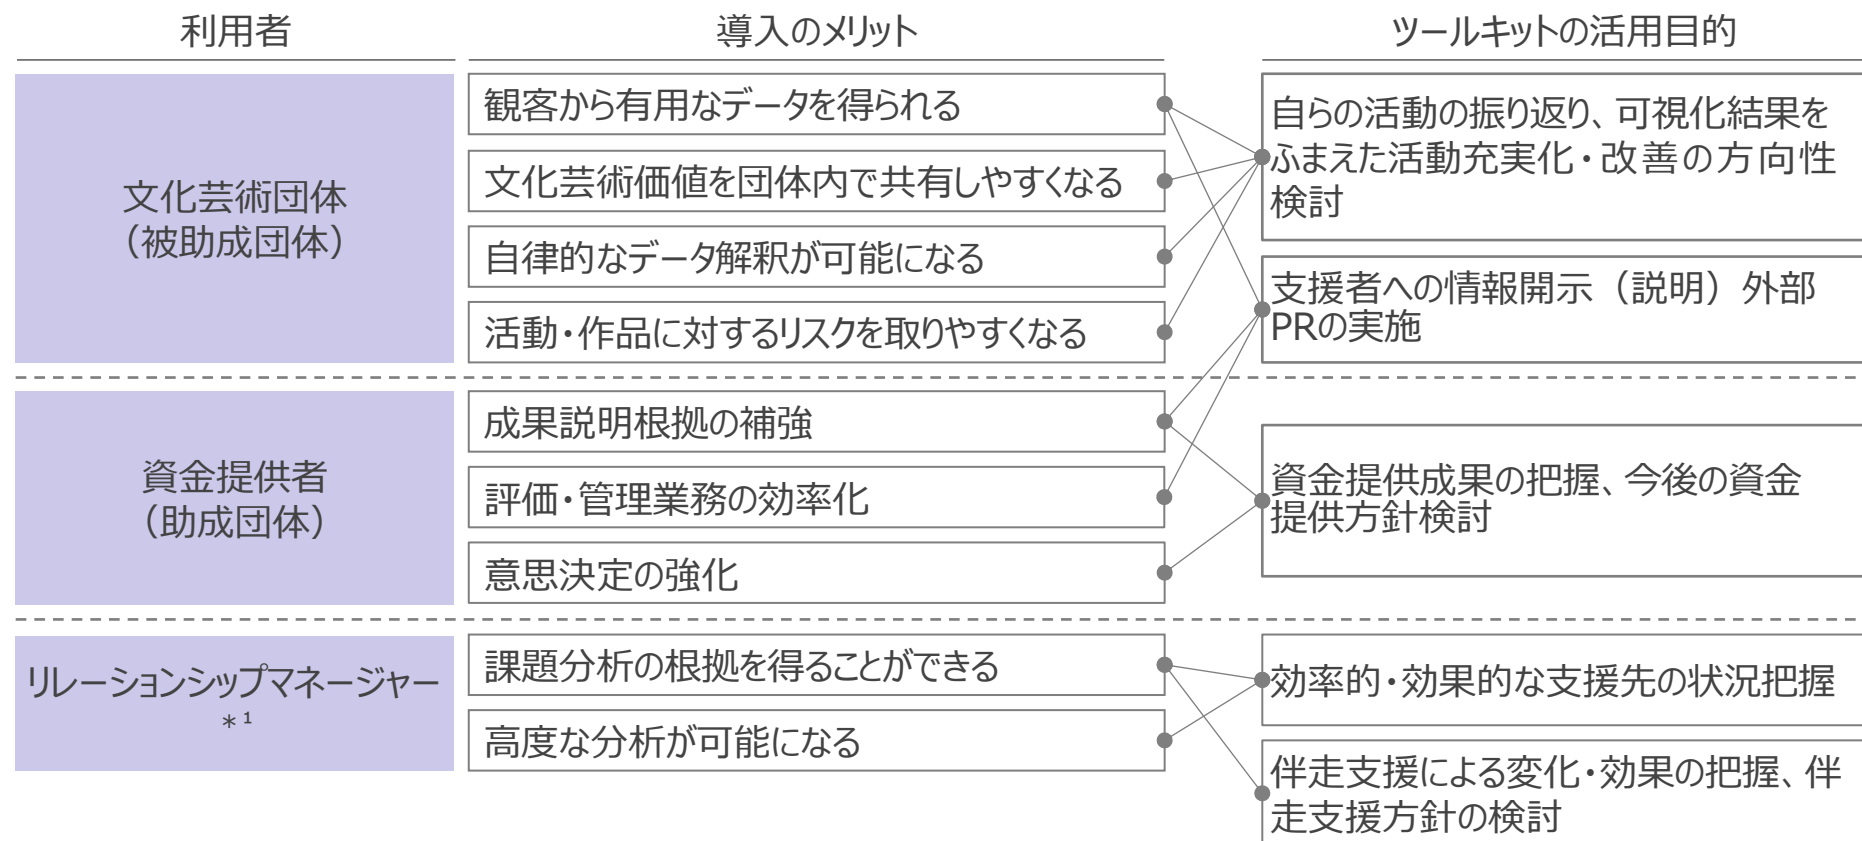 利用者
導入のメリット
ツールキットの活用目的
文化芸術団体
（被助成団体）
観客から有用なデータを得られる
文化芸術価値を団体内で共有しやすくなる
自律的なデータ解釈が可能になる
活動・作品に対するリスクを取りやすくなる
自らの活動の振り返り、可視化結果を
ふまえた活動充実化・改善の方向性
検討
支援者への情報開示（説明）外部
PRの実施
資金提供者
（助成団体）
成果説明根拠の補強
評価・管理業務の効率化
意思決定の強化
資金提供成果の把握、今後の資金
提供方針検討
リレーションシップマネージャー
＊1
課題分析の根拠を得ることができる
高度な分析が可能になる
効率的・効果的な支援先の状況把握
伴走支援による変化・効果の把握、伴
走支援方針の検討